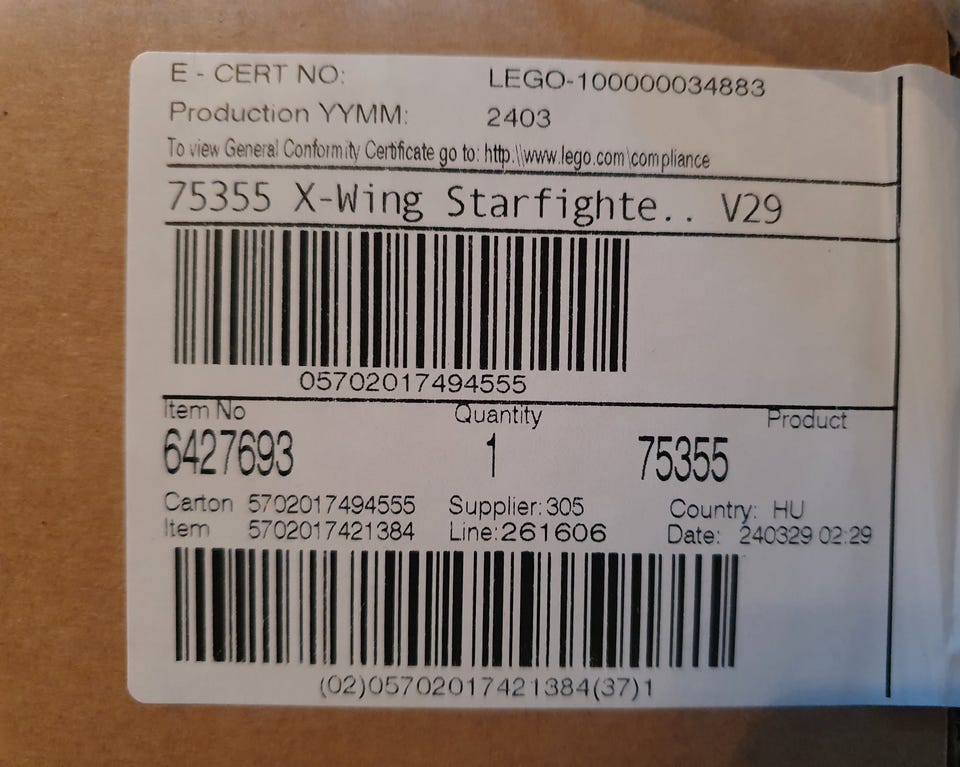 E - CERT NO: LEGO-100000034883
Production YYMM: 2403
To view General Conformity Certificate go to: http.\\www.lego.com\compliance
75355 X-Wing Starfighte.. V29
05702017494555
Item No Quantity Product
6427693 1 75355
Carton 5702017494555 Supplier: 305 Country: HU
Item 5702017421384 Line: 261606 Date: 240329 02:29
(02)05702017421384(37)1